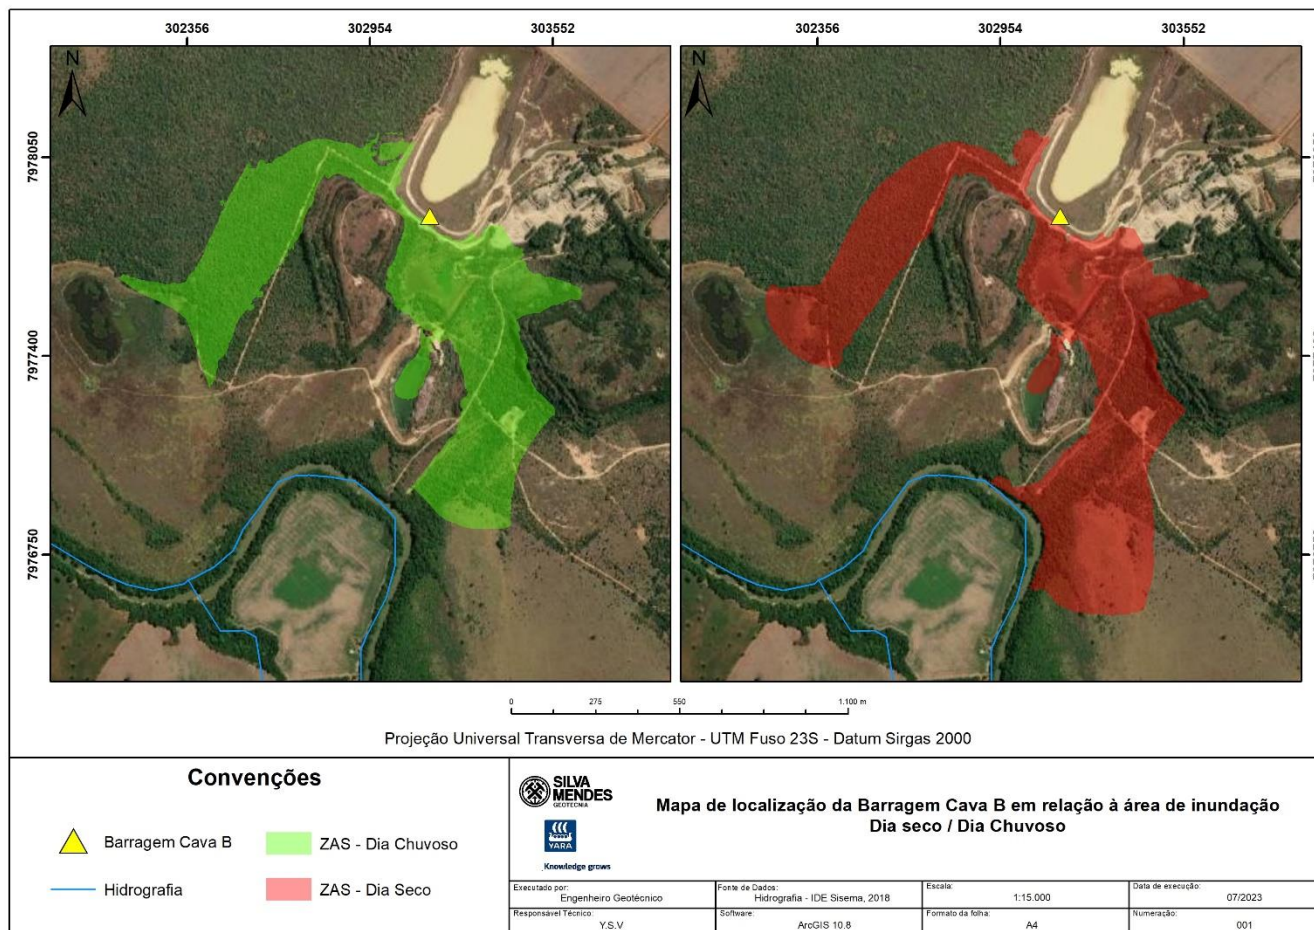 302356 302954 303552
302356 302954 303552
N
N
7978050
7977400
7976750
0 275 550 1.100 m
Projeção Universal Transversa de Mercator - UTM Fuso 23S - Datum Sirgas 2000
Convenções
Barragem Cava B
ZAS - Dia Chuvoso
Hidrografia
ZAS - Dia Seco
SILVA
MENDES
GEOTECNIA
YARA
Knowledge grows
Mapa de localização da Barragem Cava B em relação à área de inundação
Dia seco / Dia Chuvoso
Executado por:
Engenheiro Geotécnico
Fonte de Dados:
Hidrografia - IDE Sisema, 2018
Escala:
1:15.000
Data de execução:
07/2023
Responsável Técnico:
Y.S.V
Software:
ArcGIS 10.8
Formato da folha:
A4
Numeração:
001